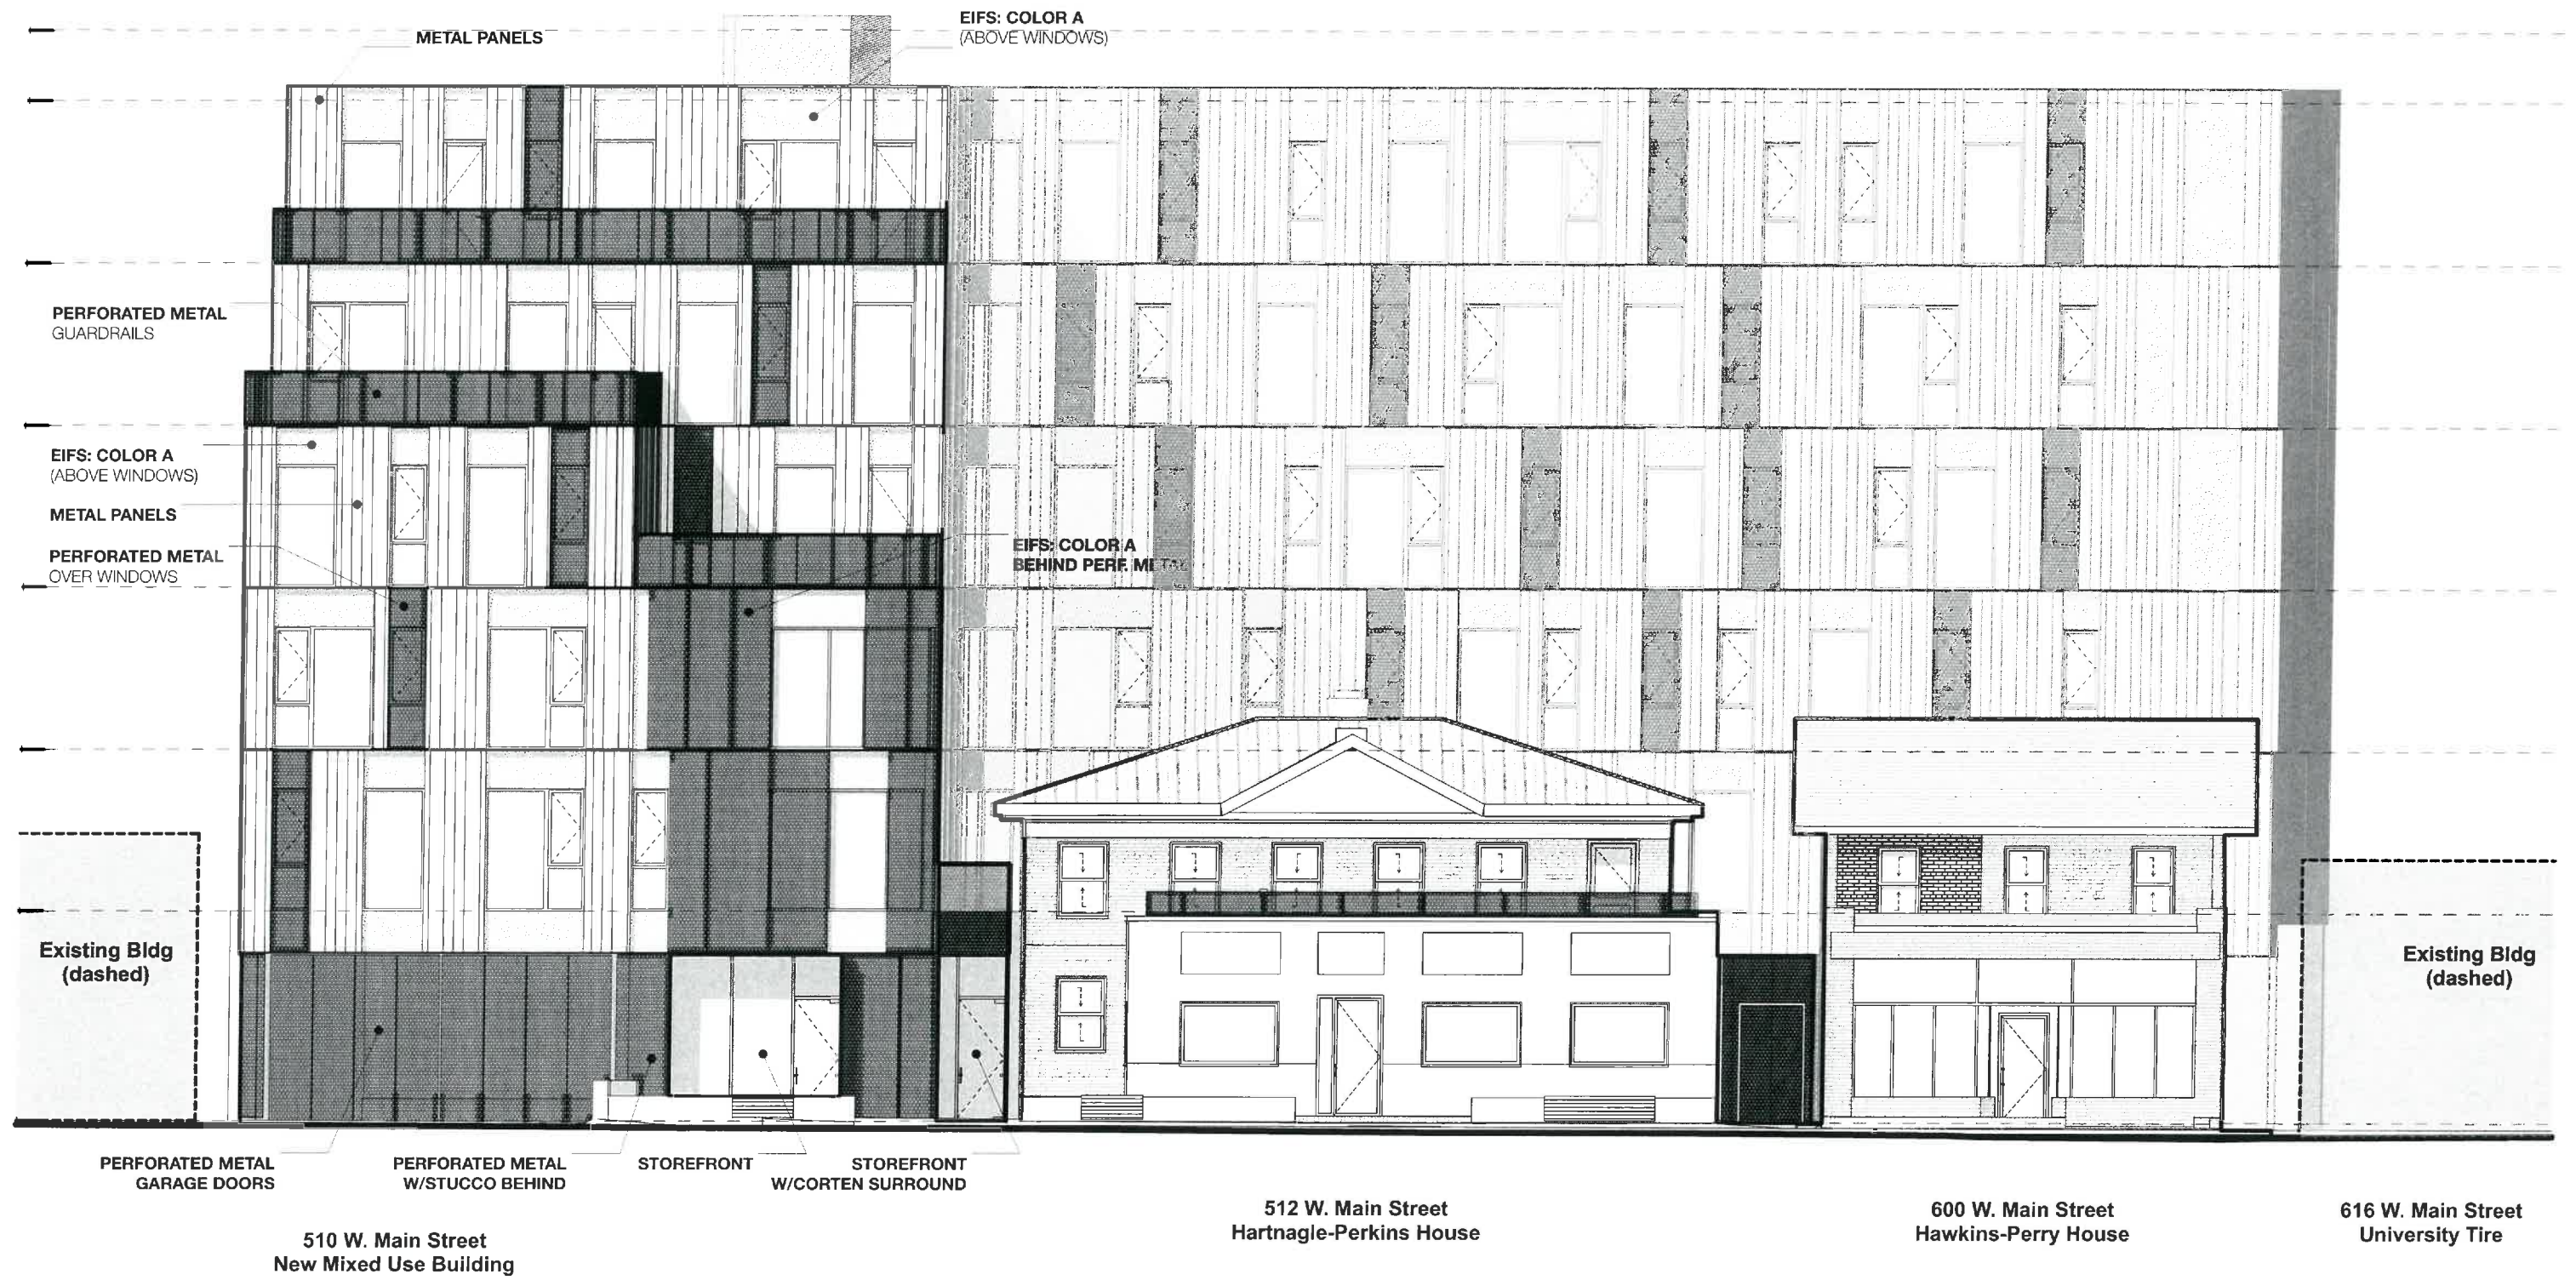 EIFS: COLOR A
(ABOVE WINDOWS)
METAL PANELS
PERFORATED METAL
GUARDRAILS
EIFS: COLOR A
(ABOVE WINDOWS)
METAL PANELS
PERFORATED METAL
OVER WINDOWS
EIFS: COLOR A
BEHIND PERF. METAL
Existing Bldg
(dashed)
Existing Bldg
(dashed)
PERFORATED METAL
GARAGE DOORS
PERFORATED METAL
W/STUCCO BEHIND
STOREFRONT
STOREFRONT
W/CORTEN SURROUND
510 W. Main Street
New Mixed Use Building
512 W. Main Street
Hartnagle-Perkins House
600 W. Main Street
Hawkins-Perry House
616 W. Main Street
University Tire